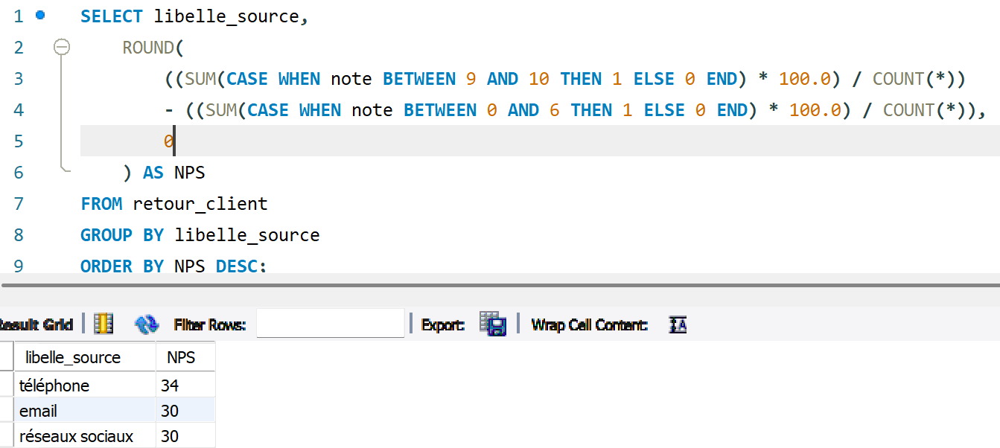 1 SELECT libelle_source,
2 ROUND(
3 ((SUM(CASE WHEN note BETWEEN 9 AND 10 THEN 1 ELSE 0 END) * 100.0) / COUNT(*))
4 - ((SUM(CASE WHEN note BETWEEN 0 AND 6 THEN 1 ELSE 0 END) * 100.0) / COUNT(*)),
5 0
6 ) AS NPS
7 FROM retour_client
8 GROUP BY libelle_source
9 ORDER BY NPS DESC;
Result Grid Filter Rows: Export: Wrap Cell Content: IA
libelle_source NPS
téléphone 34
email 30
réseaux sociaux 30